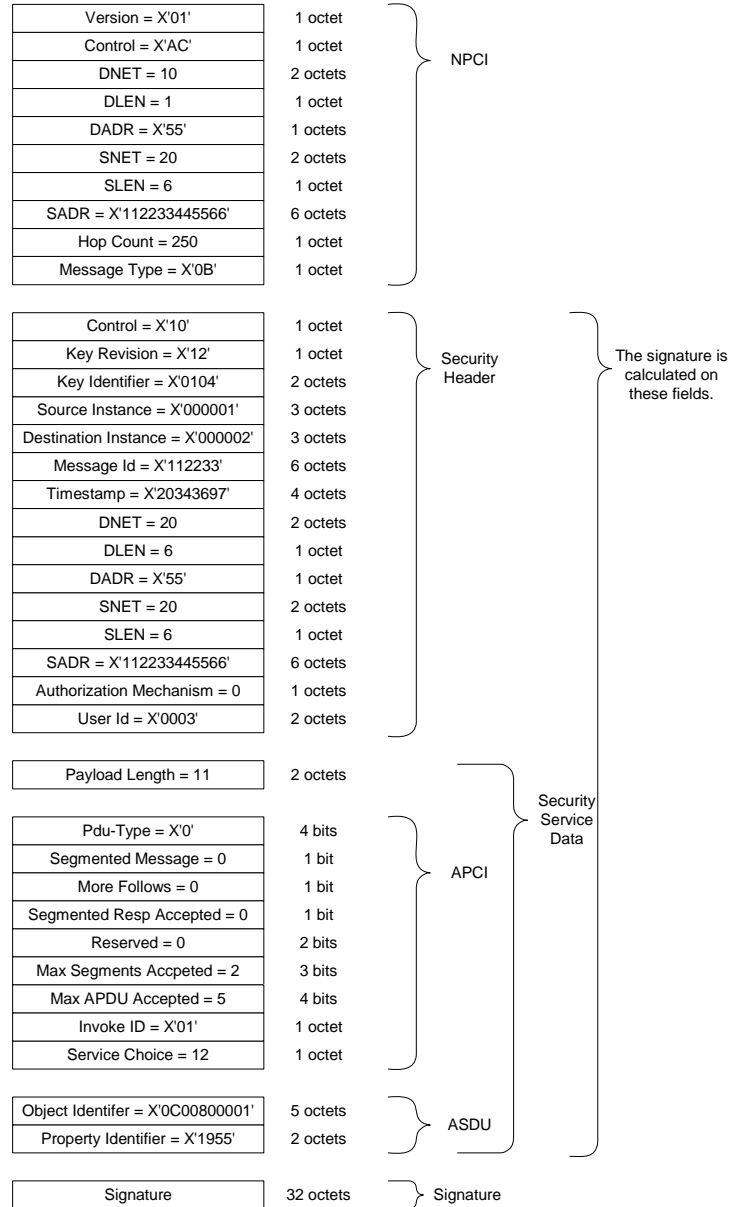 Version = X'01' 1 octet
Control = X'AC' 1 octet
DNET = 10 2 octets
NPCI
DLEN = 1 1 octet
DADR = X'55' 1 octets
SNET = 20 2 octets
SLEN = 6 1 octet
SADR = X'112233445566' 6 octets
Hop Count = 250 1 octet
Message Type = X'0B' 1 octet
Control = X'10' 1 octet
Key Revision = X'12' 1 octet
Key Identifier = X'0104' 2 octets
Security
Header
The signature is
calculated on
these fields.
Source Instance = X'000001' 3 octets
Destination Instance = X'000002' 3 octets
Message Id = X'112233' 6 octets
Timestamp = X'20343697' 4 octets
DNET = 20 2 octets
DLEN = 6 1 octet
DADR = X'55' 1 octet
SNET = 20 2 octets
SLEN = 6 1 octet
SADR = X'112233445566' 6 octets
Authorization Mechanism = 0 1 octets
User Id = X'0003' 2 octets
Payload Length = 11 2 octets
Security
Service
Data
Pdu-Type = X'0' 4 bits
Segmented Message = 0 1 bit
More Follows = 0 1 bit
APCI
Segmented Resp Accepted = 0 1 bit
Reserved = 0 2 bits
Max Segments Accpeted = 2 3 bits
Max APDU Accepted = 5 4 bits
Invoke ID = X'01' 1 octet
Service Choice = 12 1 octet
Object Identifer = X'0C00800001' 5 octets
ASDU
Property Identifier = X'1955' 2 octets
Signature 32 octets Signature